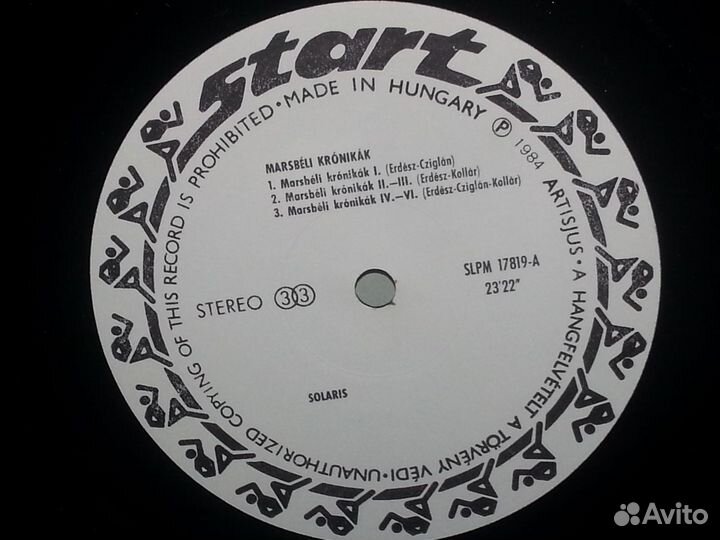 Start
UNAUTHORIZED COPYING OF THIS RECORD IS PROHIBITED · MADE IN HUNGARY Ⓟ 1984 ARTISJUS · A HANGFELVÉTELT A TÖRVÉNY VÉDI ·
MARSBÉLI KRÓNIKÁK
1. Marsbéli krónikák I. (Erdész-Cziglán)
2. Marsbéli krónikák II.—III. (Erdész-Kollár)
3. Marsbéli krónikák IV.—VI. (Erdész-Cziglán-Kollár)
STEREO 33
SLPM 17819-A
23'22"
SOLARIS
Avito